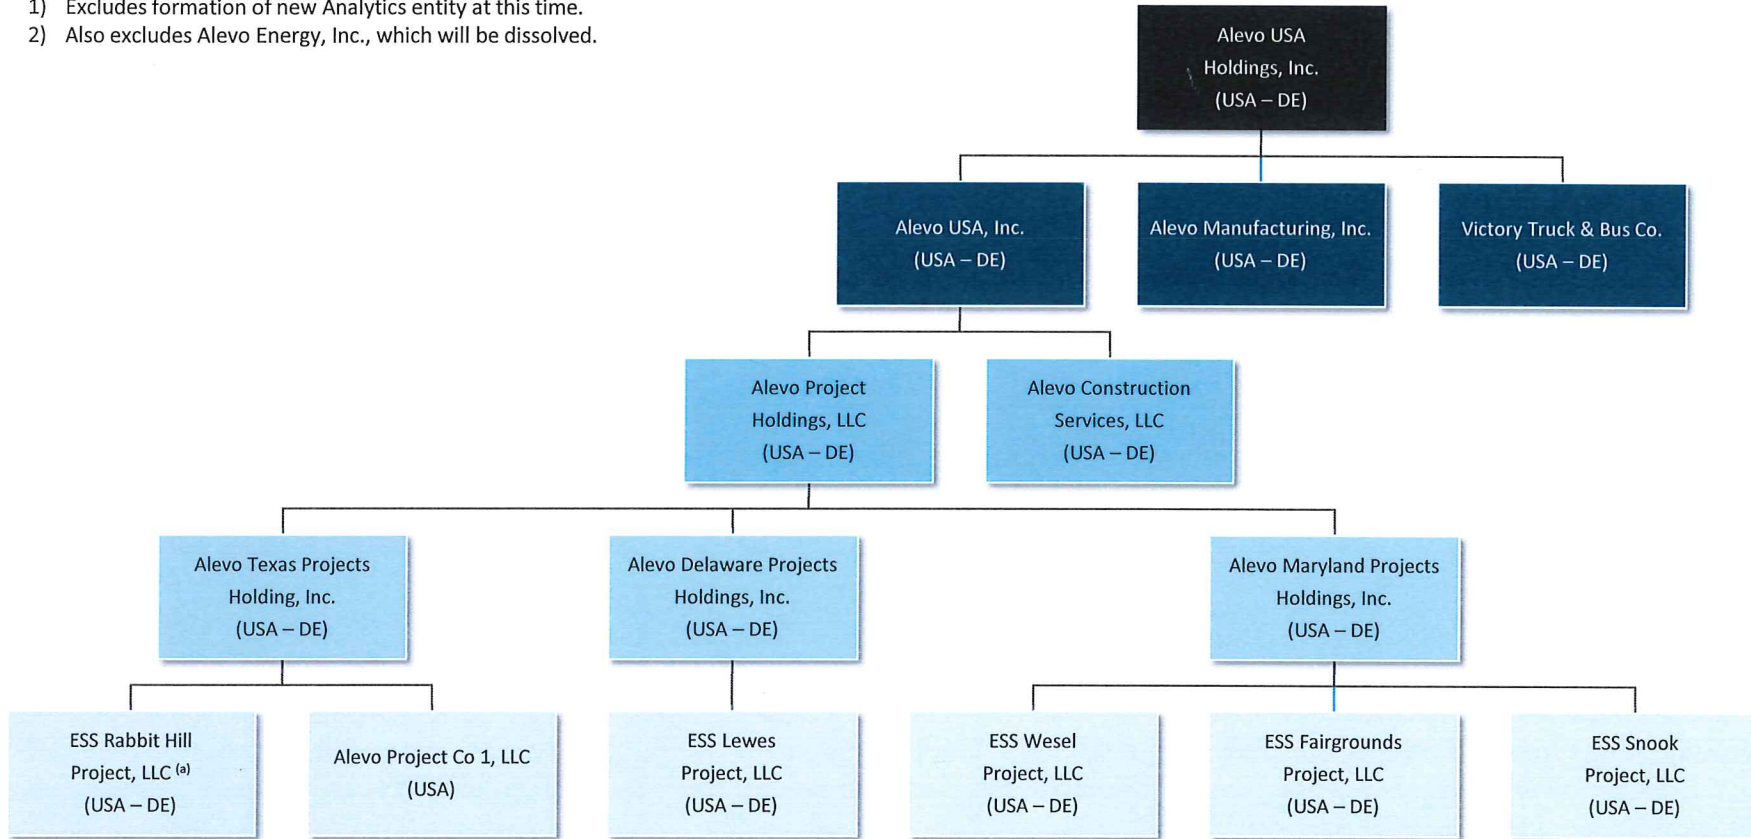 1) Excludes formation of new Analytics entity at this time.
2) Also excludes Alevo Energy, Inc., which will be dissolved.
Alevo USA
Holdings, Inc.
(USA – DE)
Alevo USA, Inc.
(USA – DE)
Alevo Manufacturing, Inc.
(USA – DE)
Victory Truck & Bus Co.
(USA – DE)
Alevo Project
Holdings, LLC
(USA – DE)
Alevo Construction
Services, LLC
(USA – DE)
Alevo Texas Projects
Holding, Inc.
(USA – DE)
Alevo Delaware Projects
Holdings, Inc.
(USA – DE)
Alevo Maryland Projects
Holdings, Inc.
(USA – DE)
ESS Rabbit Hill
Project, LLC (a)
(USA – DE)
Alevo Project Co 1, LLC
(USA)
ESS Lewes
Project, LLC
(USA – DE)
ESS Wesel
Project, LLC
(USA – DE)
ESS Fairgrounds
Project, LLC
(USA – DE)
ESS Snook
Project, LLC
(USA – DE)